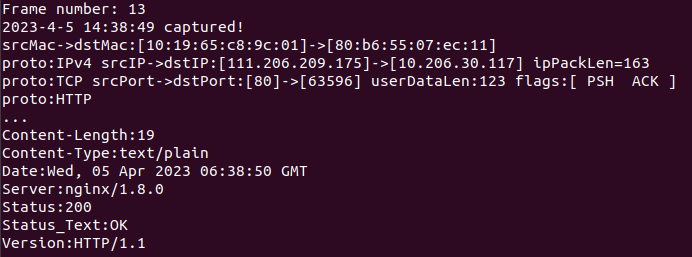 Frame number: 13
2023-4-5 14:38:49 captured!
srcMac->dstMac:[10:19:65:c8:9c:01]->[80:b6:55:07:ec:11]
proto:IPv4 srcIP->dstIP:[111.206.209.175]->[10.206.30.117] ipPackLen=163
proto:TCP srcPort->dstPort:[80]->[63596] userDataLen:123 flags:[ PSH  ACK ]
proto:HTTP
...
Content-Length:19
Content-Type:text/plain
Date:Wed, 05 Apr 2023 06:38:50 GMT
Server:nginx/1.8.0
Status:200
Status_Text:OK
Version:HTTP/1.1